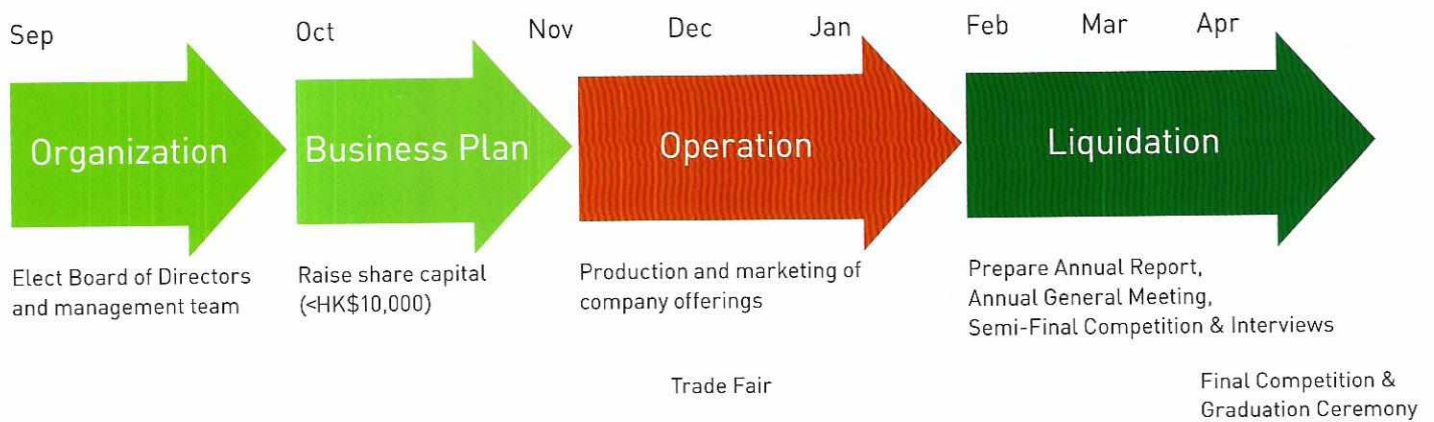 Sep Oct Nov Dec Jan Feb Mar Apr
Organization Business Plan Operation Liquidation
Elect Board of Directors
and management team
Raise share capital
(<HK$10,000)
Production and marketing of
company offerings
Prepare Annual Report,
Annual General Meeting,
Semi-Final Competition & Interviews
Trade Fair
Final Competition &
Graduation Ceremony